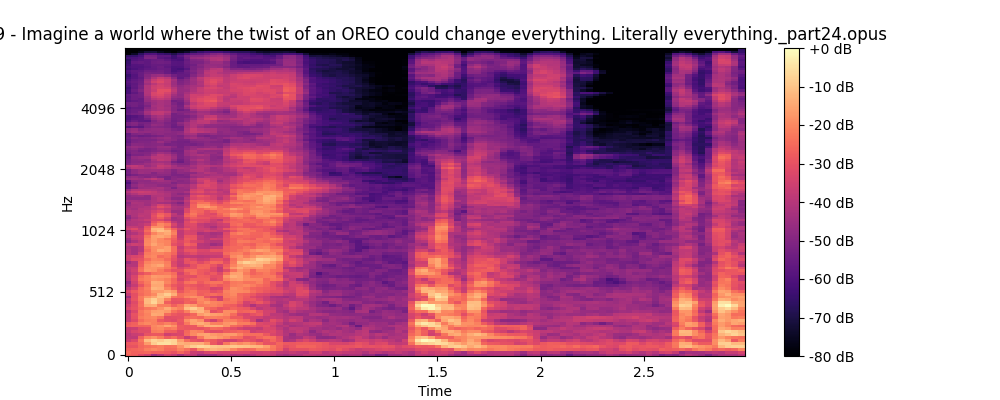 9 - Imagine a world where the twist of an OREO could change everything. Literally everything._part24.opus
+0 dB
4096
-10 dB
-20 dB
2048
-30 dB
Hz
1024
-40 dB
-50 dB
512
-60 dB
-70 dB
0
-80 dB
0 0.5 1 1.5 2 2.5
Time